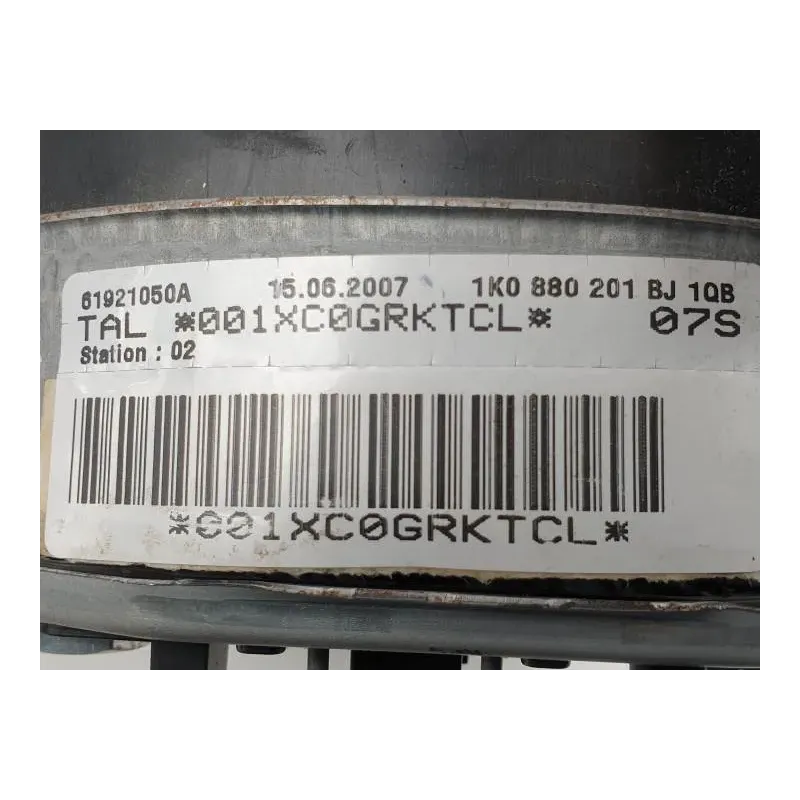 61921050A 15.06.2007 1K0 880 201 BJ 1QB
TAL *001XC0GRKTCL* 07S
Station : 02
*001XC0GRKTCL*